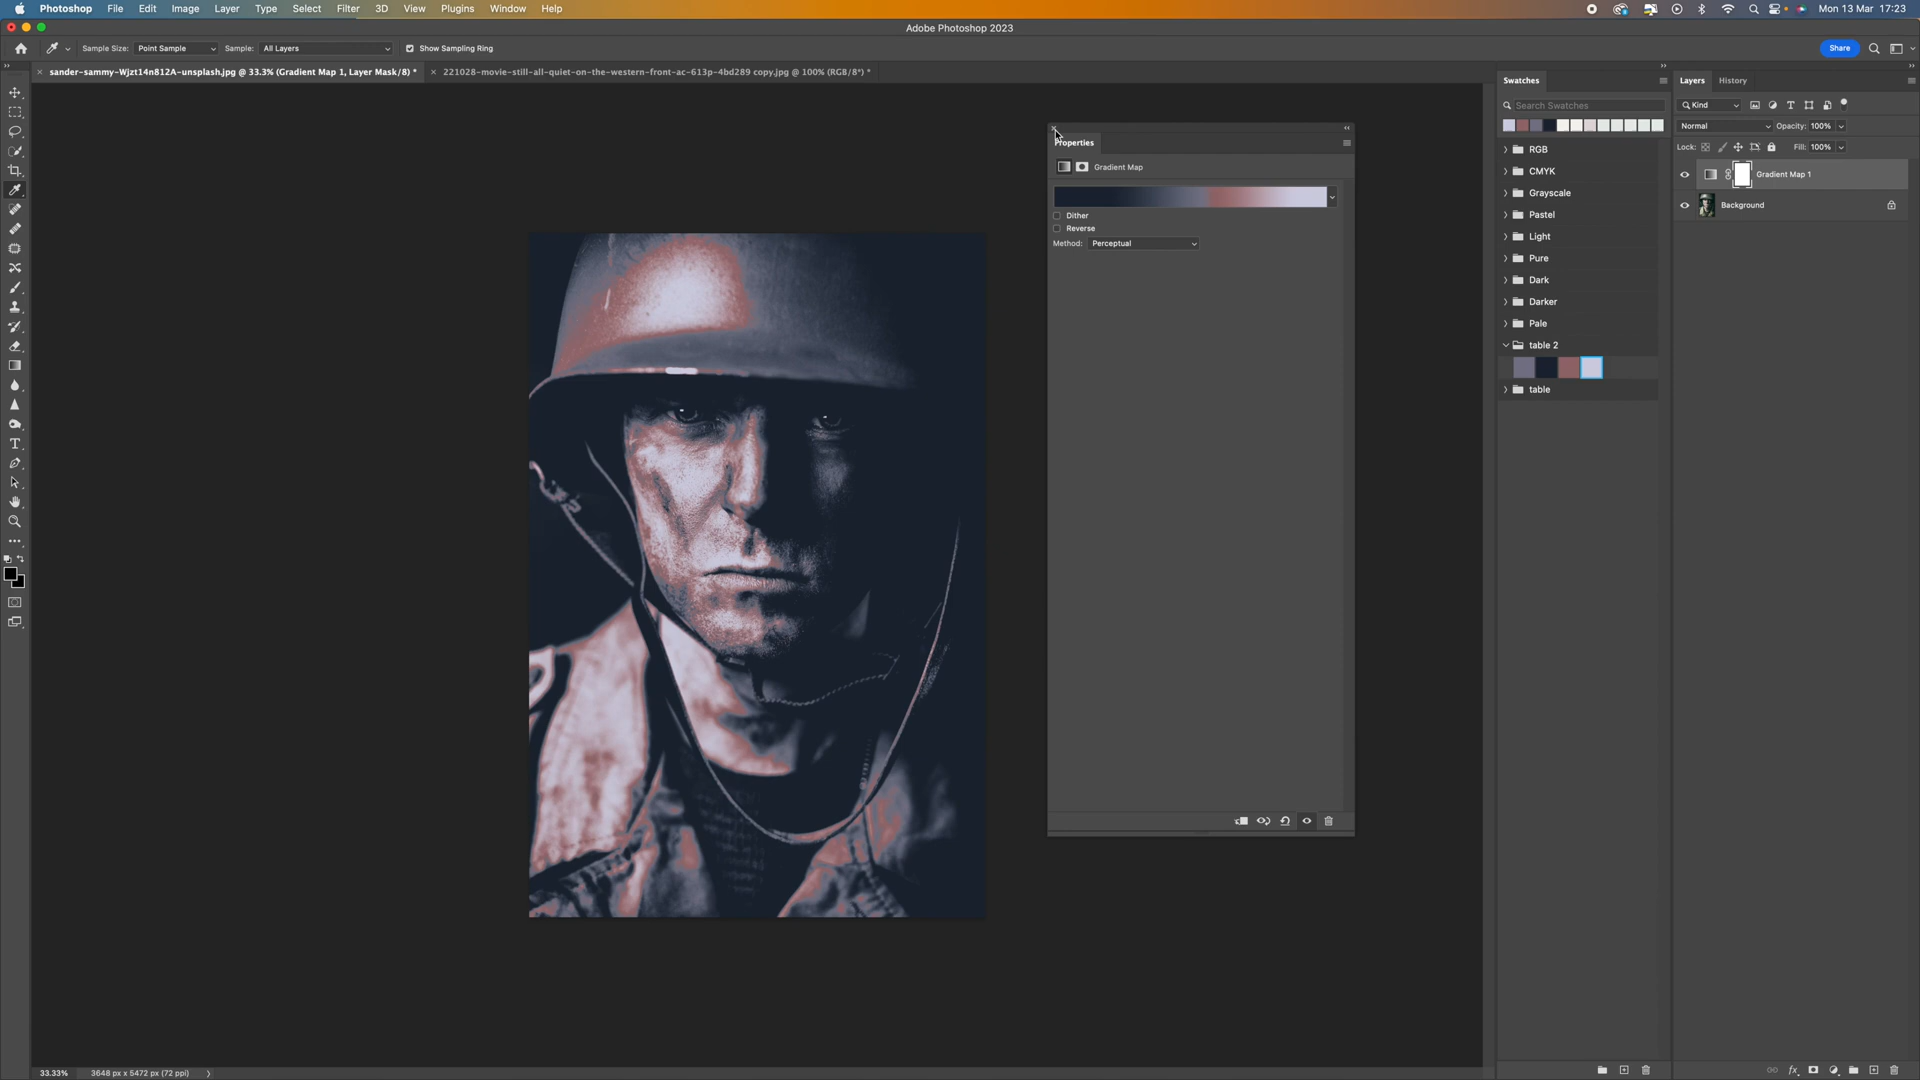 Photoshop File Edit Image Layer Type Select Filter 3D View Plugins Window Help Mon 13 Mar 17:23
Adobe Photoshop 2023
Sample Size: Point Sample Sample: All Layers Show Sampling Ring Share
sander-sammy-Wjzt14n812A-unsplash.jpg @ 33.3% (Gradient Map 1, Layer Mask/8) * 221028-movie-still-all-quiet-on-the-western-front-ac-613p-4bd289 copy.jpg @ 100% (RGB/8*) *
Swatches Layers History
Search Swatches Kind
Normal Opacity: 100%
Lock: Fill: 100%
Properties
Gradient Map
Dither
Reverse
Method: Perceptual
RGB
CMYK
Grayscale
Pastel
Light
Pure
Dark
Darker
Pale
table 2
table
Gradient Map 1
Background
33.33% 3648 px x 5472 px (72 ppi)